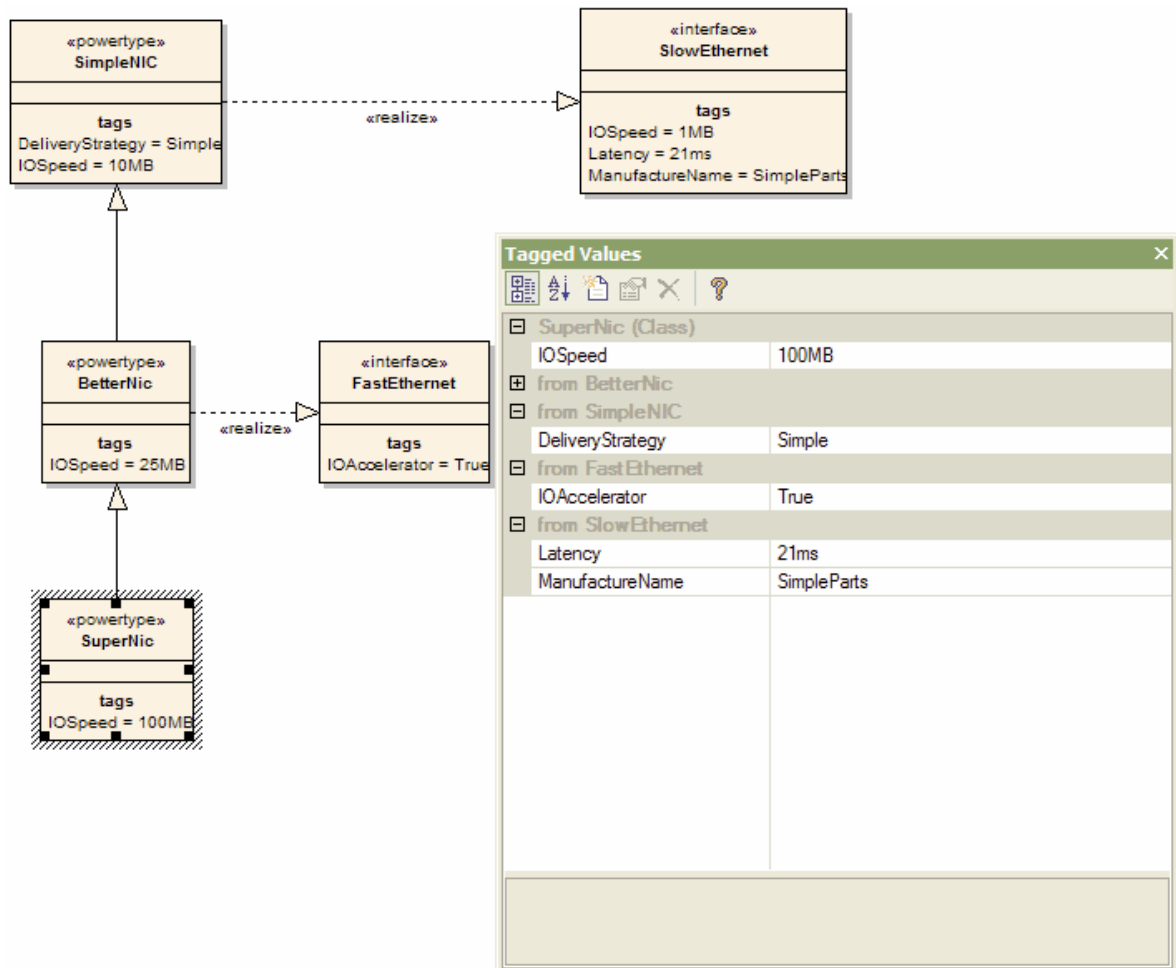 «powertype»
SimpleNIC
tags
DeliveryStrategy = Simple
IOSpeed = 10MB
«realize»
«interface»
SlowEthernet
tags
IOSpeed = 1MB
Latency = 21ms
ManufactureName = SimpleParts
«powertype»
BetterNic
tags
IOSpeed = 25MB
«realize»
«interface»
FastEthernet
tags
IOAccelerator = True
«powertype»
SuperNic
tags
IOSpeed = 100MB
Tagged Values
SuperNic (Class)
IOSpeed 100MB
from BetterNic
from SimpleNIC
DeliveryStrategy Simple
from FastEthernet
IOAccelerator True
from SlowEthernet
Latency 21ms
ManufactureName SimpleParts